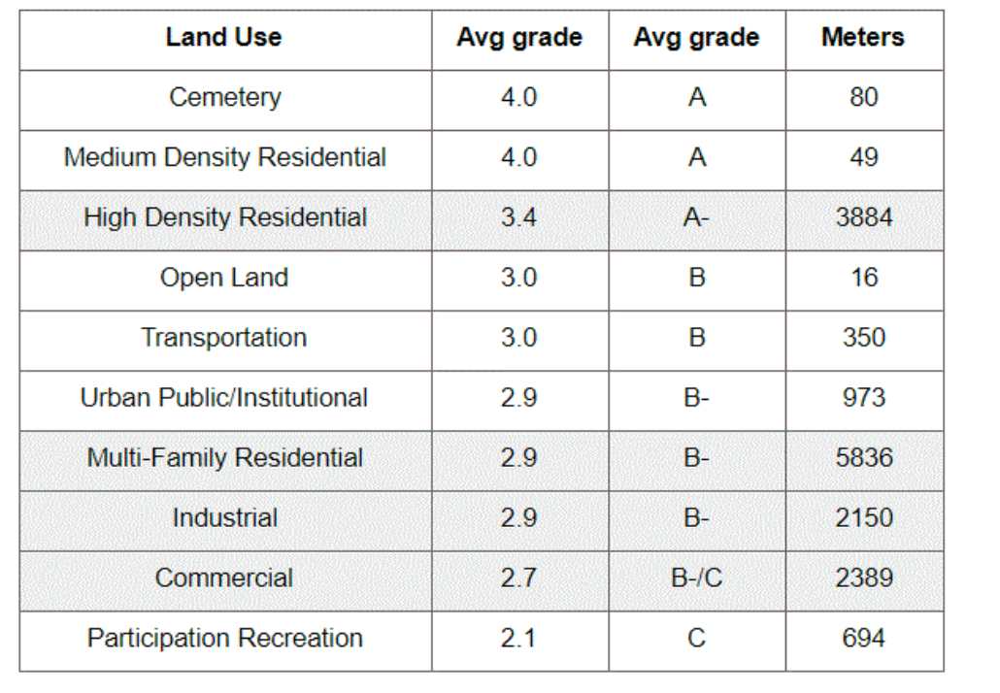 Land Use Avg grade Avg grade Meters
Cemetery 4.0 A 80
Medium Density Residential 4.0 A 49
High Density Residential 3.4 A- 3884
Open Land 3.0 B 16
Transportation 3.0 B 350
Urban Public/Institutional 2.9 B- 973
Multi-Family Residential 2.9 B- 5836
Industrial 2.9 B- 2150
Commercial 2.7 B-/C 2389
Participation Recreation 2.1 C 694